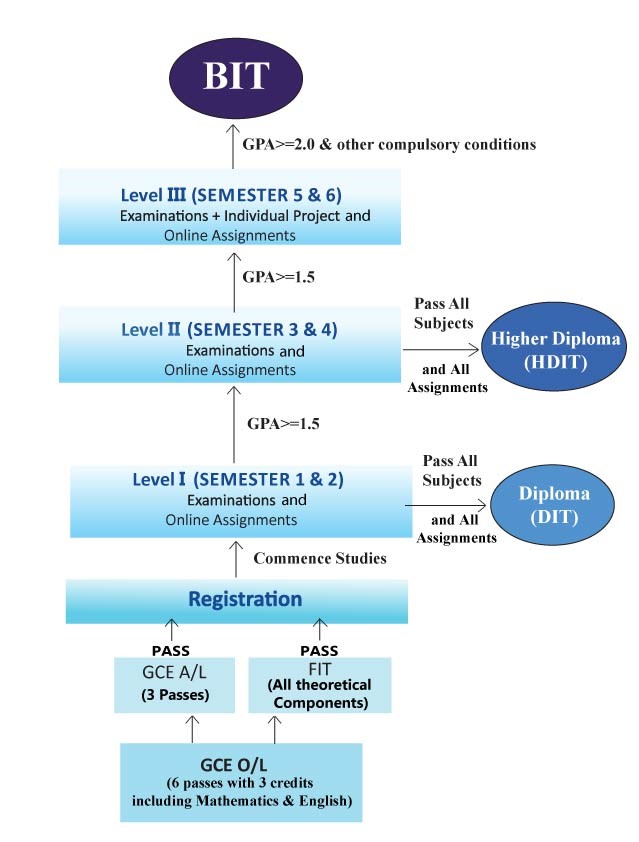 BIT
GPA>=2.0 & other compulsory conditions
Level III (SEMESTER 5 & 6)
Examinations + Individual Project and
Online Assignments
GPA>=1.5
Level II (SEMESTER 3 & 4)
Examinations and
Online Assignments
Pass All
Subjects
and All
Assignments
Higher Diploma
(HDIT)
GPA>=1.5
Level I (SEMESTER 1 & 2)
Examinations and
Online Assignments
Pass All
Subjects
and All
Assignments
Diploma
(DIT)
Commence Studies
Registration
PASS
PASS
GCE A/L
(3 Passes)
FIT
(All theoretical
Components)
GCE O/L
(6 passes with 3 credits
including Mathematics & English)